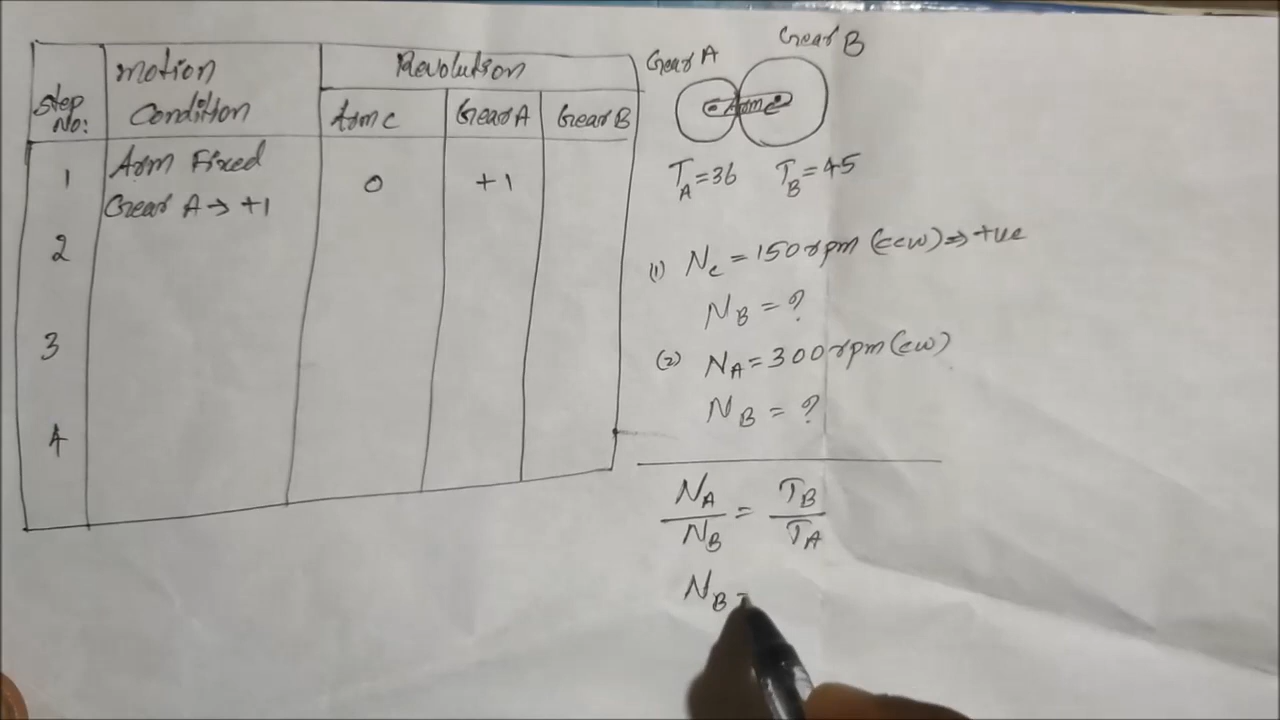 Revolution
Step No:
Motion Condition
Arm C
Gear A
Gear B
1
Arm Fixed
Gear A → +1
0
+1
2
3
4
Gear A
Gear B
Arm C
T_A = 36
T_B = 45
(1) N_C = 150 rpm (ccw) ⇒ +ve
N_B = ?
(2) N_A = 300 rpm (cw)
N_B = ?
N_A / N_B = T_B / T_A
N_B =